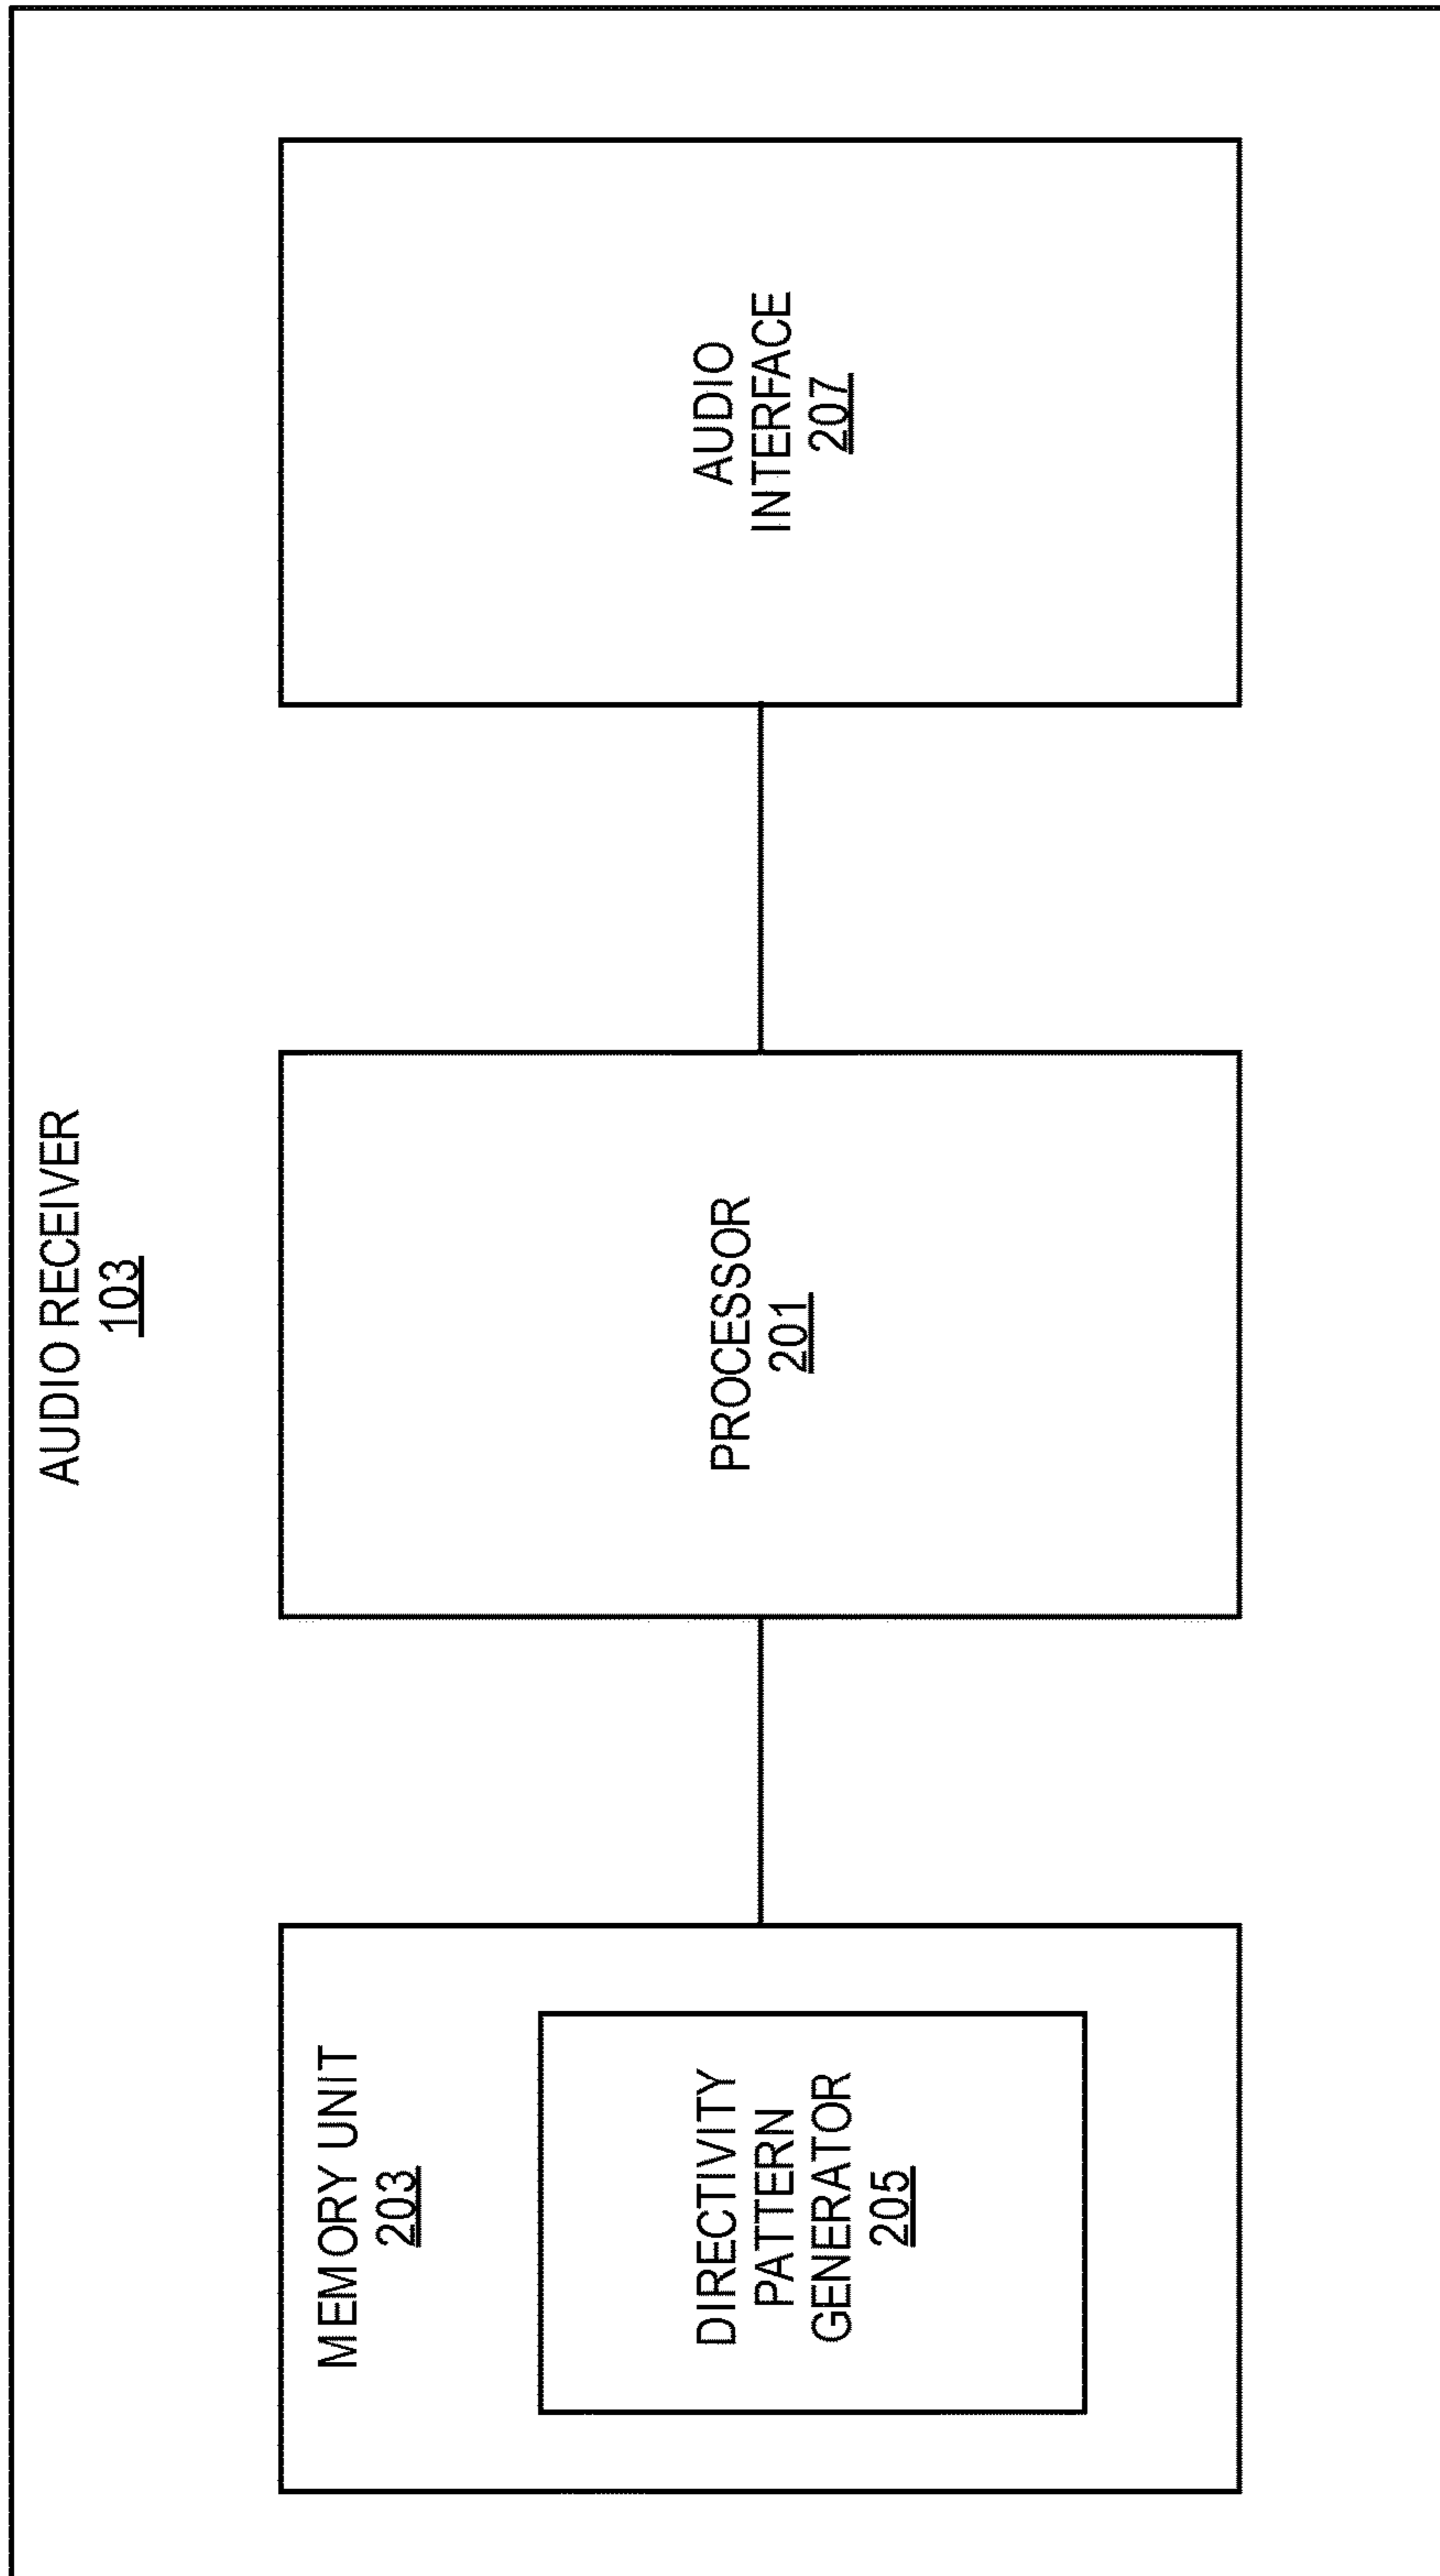 AUDIO RECEIVER
103
MEMORY UNIT
203
DIRECTIVITY
PATTERN
GENERATOR
205
PROCESSOR
201
AUDIO
INTERFACE
207